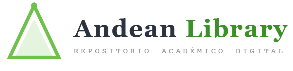 Andean Library
REPOSITORIO ACADÉMICO DIGITAL